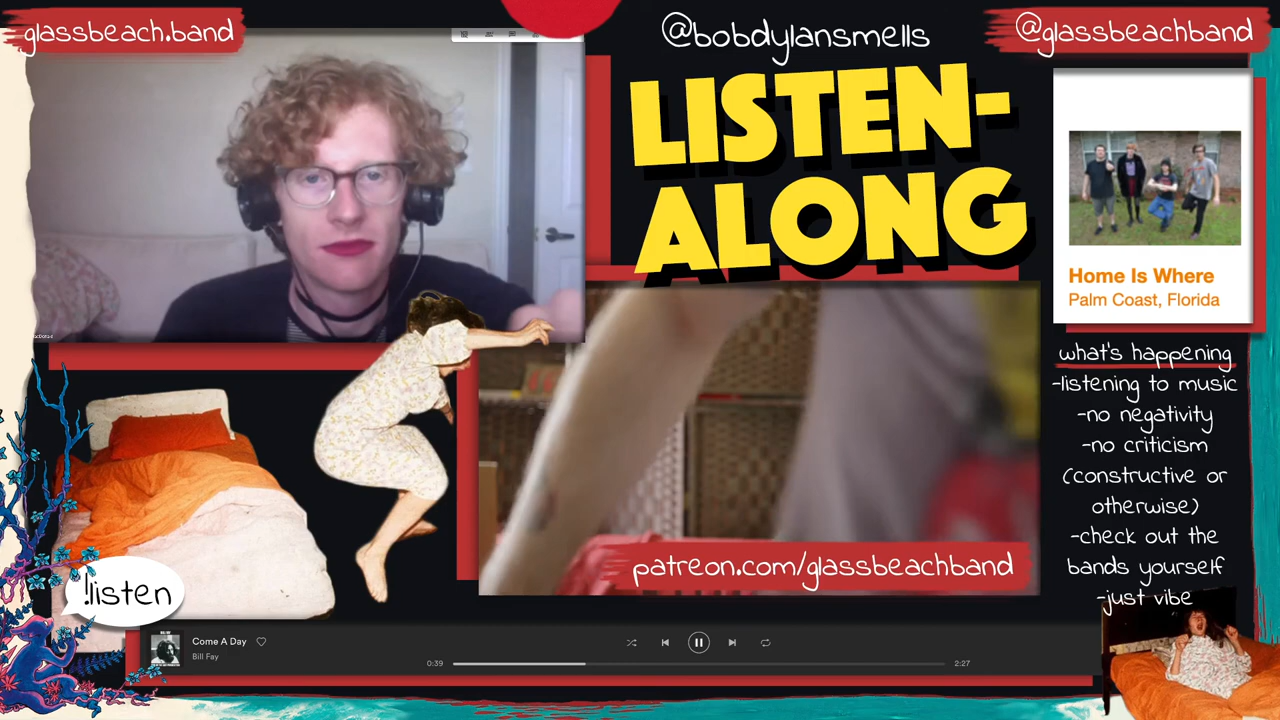 glassbeach.band
@bobdylansmells
@glassbeachband
LISTEN-
ALONG
Home Is Where
Palm Coast, Florida
what's happening
-listening to music
-no negativity
-no criticism
(constructive or
otherwise)
-check out the
bands yourself
-just vibe
patreon.com/glassbeachband
!listen
Come A Day
Bill Fay
0:39
2:27